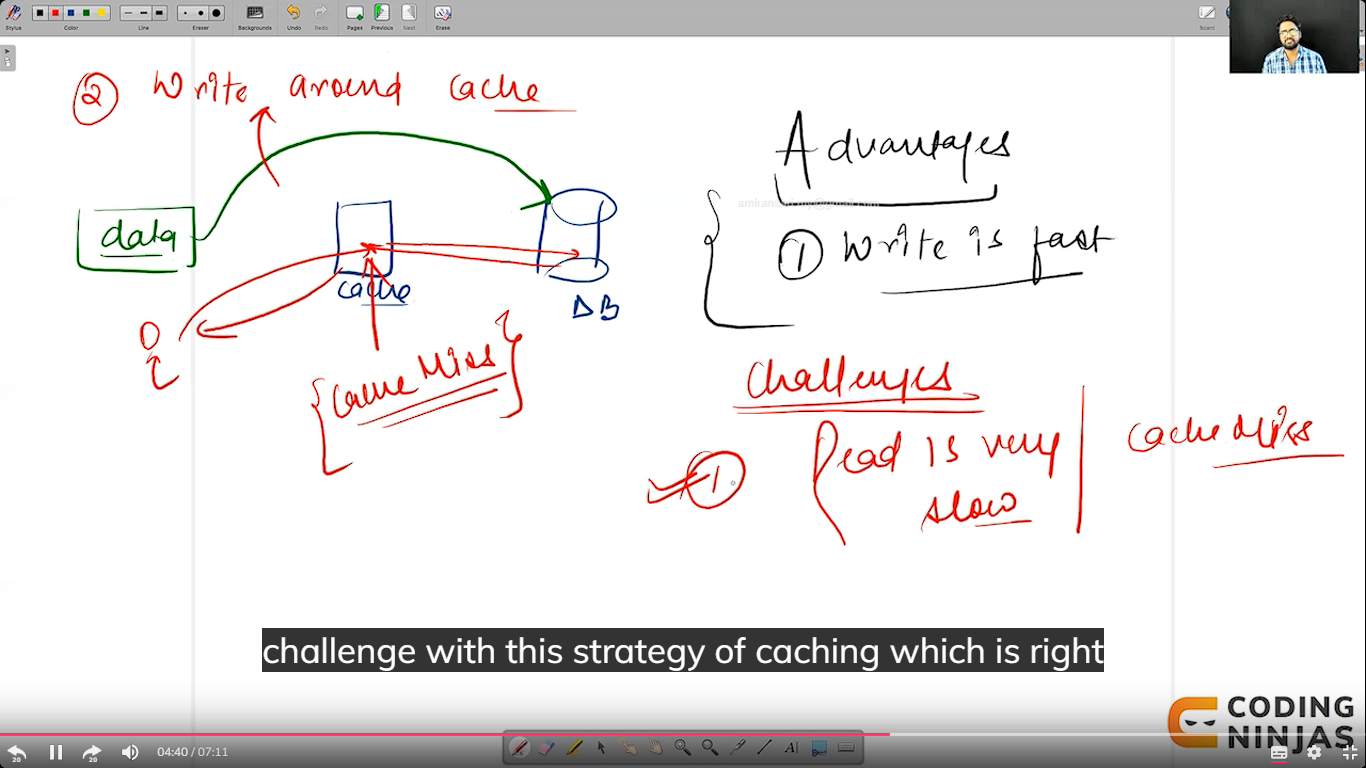 Stylus
Color
Line
Eraser
Backgrounds
Undo
Redo
Pages
Previous
Next
Erase
② Write around cache
data
cache
DB
{Cache Miss}
Advantages
① Write is fast
Challenges
① Read is very slow
Cache Miss
challenge with this strategy of caching which is right
CODING
NINJAS
20
20
04:40 / 07:11